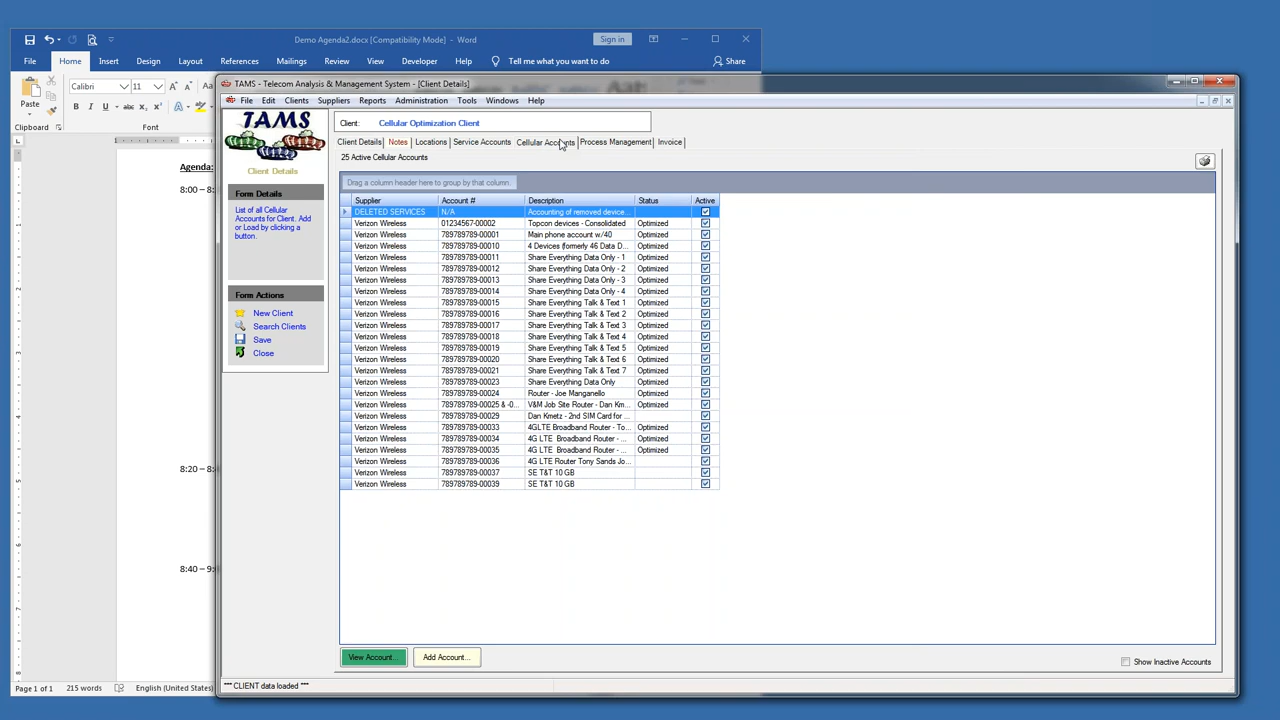 Demo Agenda2.docx [Compatibility Mode] - Word
Sign in
File Home Insert Design Layout References Mailings Review View Developer Help Tell me what you want to do Share
Paste
Clipboard
Calibri 11
B I U abc x₂ x²
Font
Agenda:
8:00 –
8:20 – 8:
8:40 – 9:
Page 1 of 1 215 words English (United States)
TAMS - Telecom Analysis & Management System - [Client Details]
File Edit Clients Suppliers Reports Administration Tools Windows Help
TAMS
Client Details
Form Details
List of all Cellular
Accounts for Client. Add
or Load by clicking a
button.
Form Actions
New Client
Search Clients
Save
Close
Client: Cellular Optimization Client
Client Details Notes Locations Service Accounts Cellular Accounts Process Management Invoice
25 Active Cellular Accounts
Drag a column header here to group by that column.
Supplier Account # Description Status Active
DELETED SERVICES N/A Accounting of removed device...
Verizon Wireless 01234567-00002 Topcon devices - Consolidated Optimized
Verizon Wireless 789789789-00001 Main phone account w/40 Optimized
Verizon Wireless 789789789-00010 4 Devices (formerly 46 Data D... Optimized
Verizon Wireless 789789789-00011 Share Everything Data Only - 1 Optimized
Verizon Wireless 789789789-00012 Share Everything Data Only - 2 Optimized
Verizon Wireless 789789789-00013 Share Everything Data Only - 3 Optimized
Verizon Wireless 789789789-00014 Share Everything Data Only - 4 Optimized
Verizon Wireless 789789789-00015 Share Everything Talk & Text 1 Optimized
Verizon Wireless 789789789-00016 Share Everything Talk & Text 2 Optimized
Verizon Wireless 789789789-00017 Share Everything Talk & Text 3 Optimized
Verizon Wireless 789789789-00018 Share Everything Talk & Text 4 Optimized
Verizon Wireless 789789789-00019 Share Everything Talk & Text 5 Optimized
Verizon Wireless 789789789-00020 Share Everything Talk & Text 6 Optimized
Verizon Wireless 789789789-00021 Share Everything Talk & Text 7 Optimized
Verizon Wireless 789789789-00023 Share Everything Data Only Optimized
Verizon Wireless 789789789-00024 Router - Joe Manganello Optimized
Verizon Wireless 789789789-00025 & -0... V&M Job Site Router - Dan Km... Optimized
Verizon Wireless 789789789-00029 Dan Kmetz - 2nd SIM Card for ...
Verizon Wireless 789789789-00033 4GLTE Broadband Router - To... Optimized
Verizon Wireless 789789789-00034 4G LTE Broadband Router - ... Optimized
Verizon Wireless 789789789-00035 4G LTE Broadband Router - ... Optimized
Verizon Wireless 789789789-00036 4G LTE Router Tony Sands Jo...
Verizon Wireless 789789789-00037 SE T&T 10 GB
Verizon Wireless 789789789-00039 SE T&T 10 GB
View Account... Add Account... Show Inactive Accounts
*** CLIENT data loaded ***